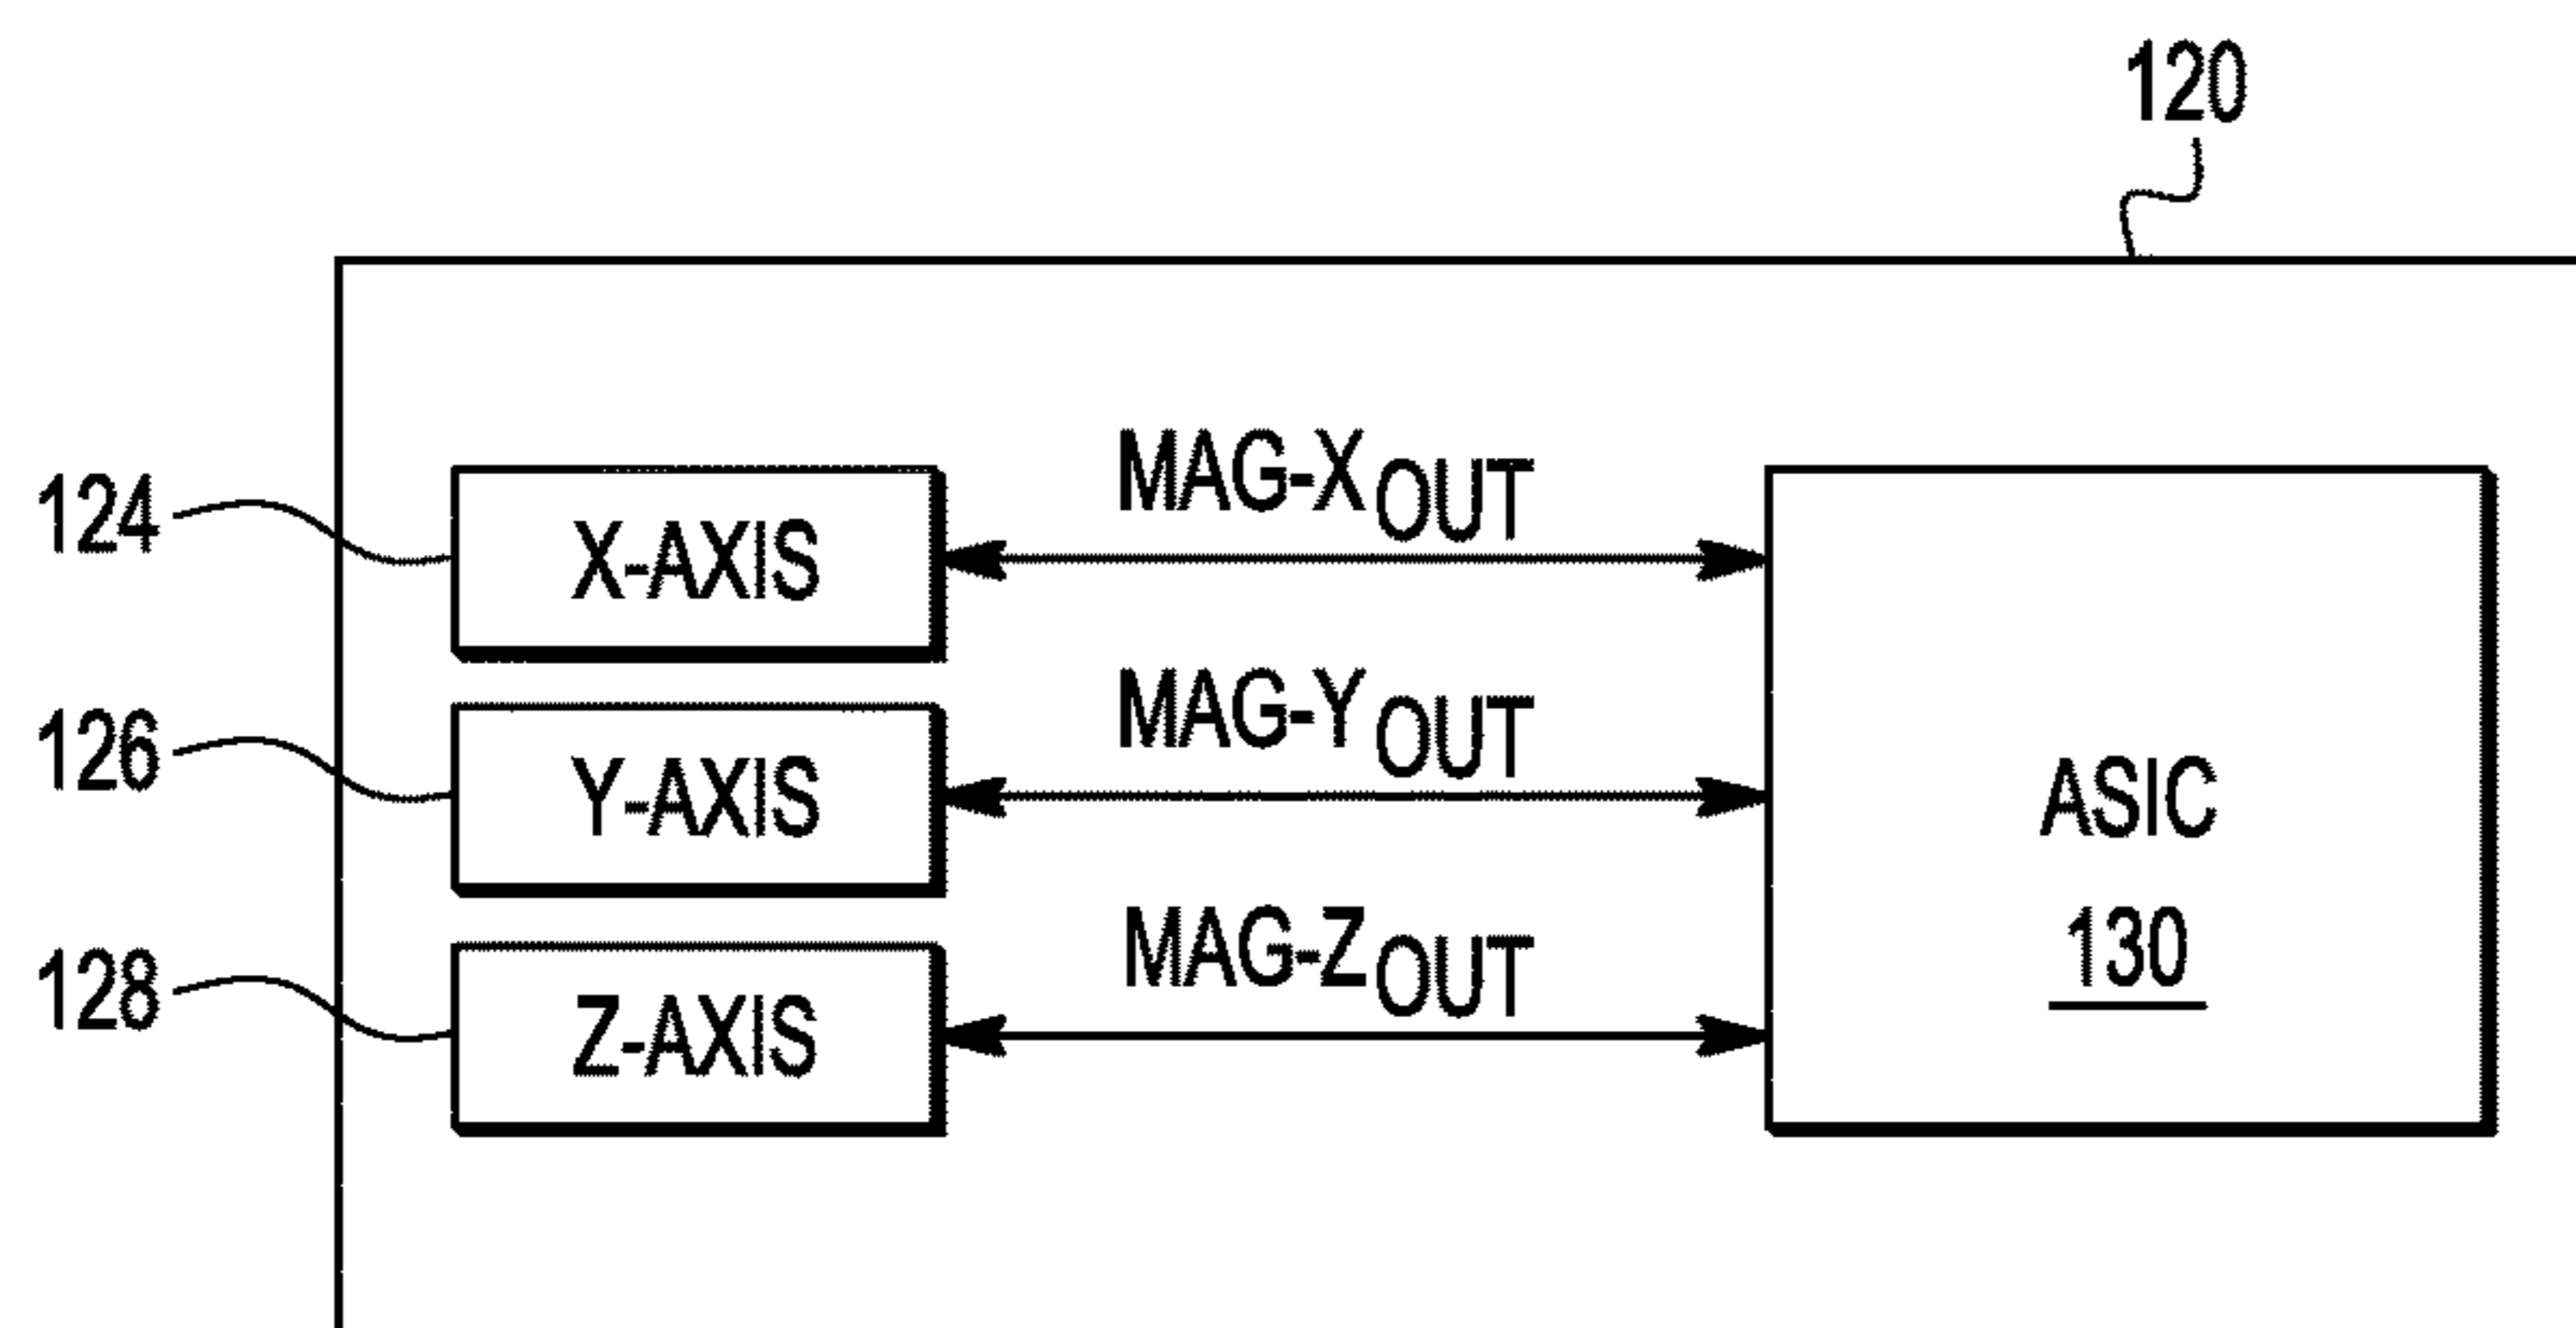 120
124
X-AXIS
MAG-XOUT
126
Y-AXIS
MAG-YOUT
ASIC
128
Z-AXIS
MAG-ZOUT
130